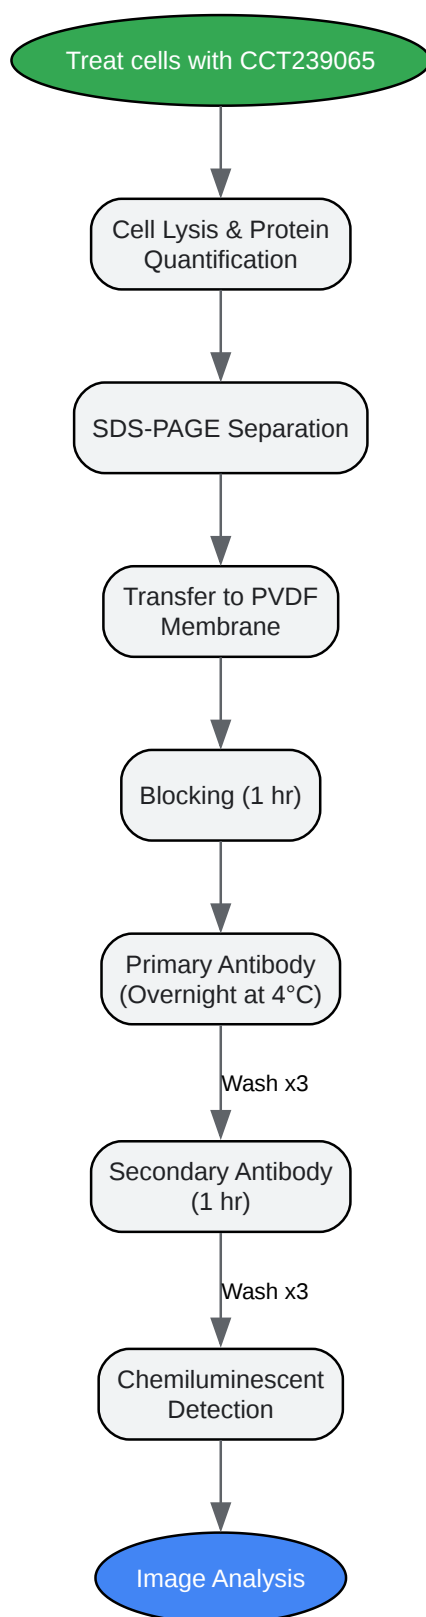 Treat cells with CCT239065
Cell Lysis & Protein
Quantification
SDS-PAGE Separation
Transfer to PVDF
Membrane
Blocking (1 hr)
Primary Antibody
(Overnight at 4°C)
Wash x3
Secondary Antibody
(1 hr)
Wash x3
Chemiluminescent
Detection
Image Analysis